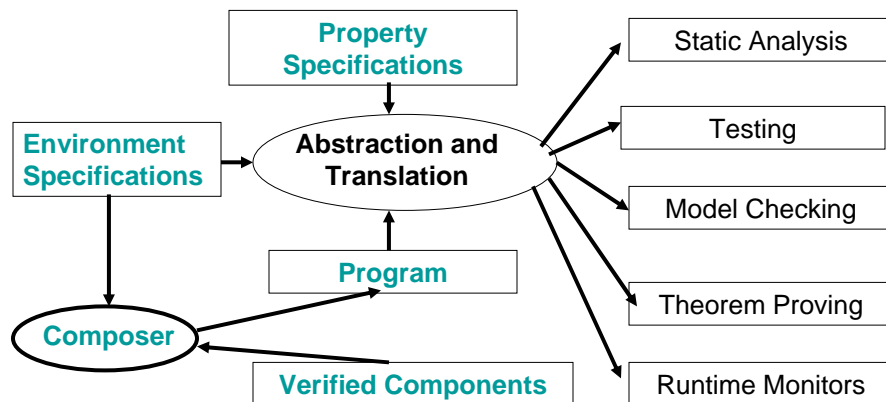 Property
Specifications
Static Analysis
Environment
Specifications
Abstraction and
Translation
Testing
Model Checking
Program
Theorem Proving
Composer
Verified Components
Runtime Monitors